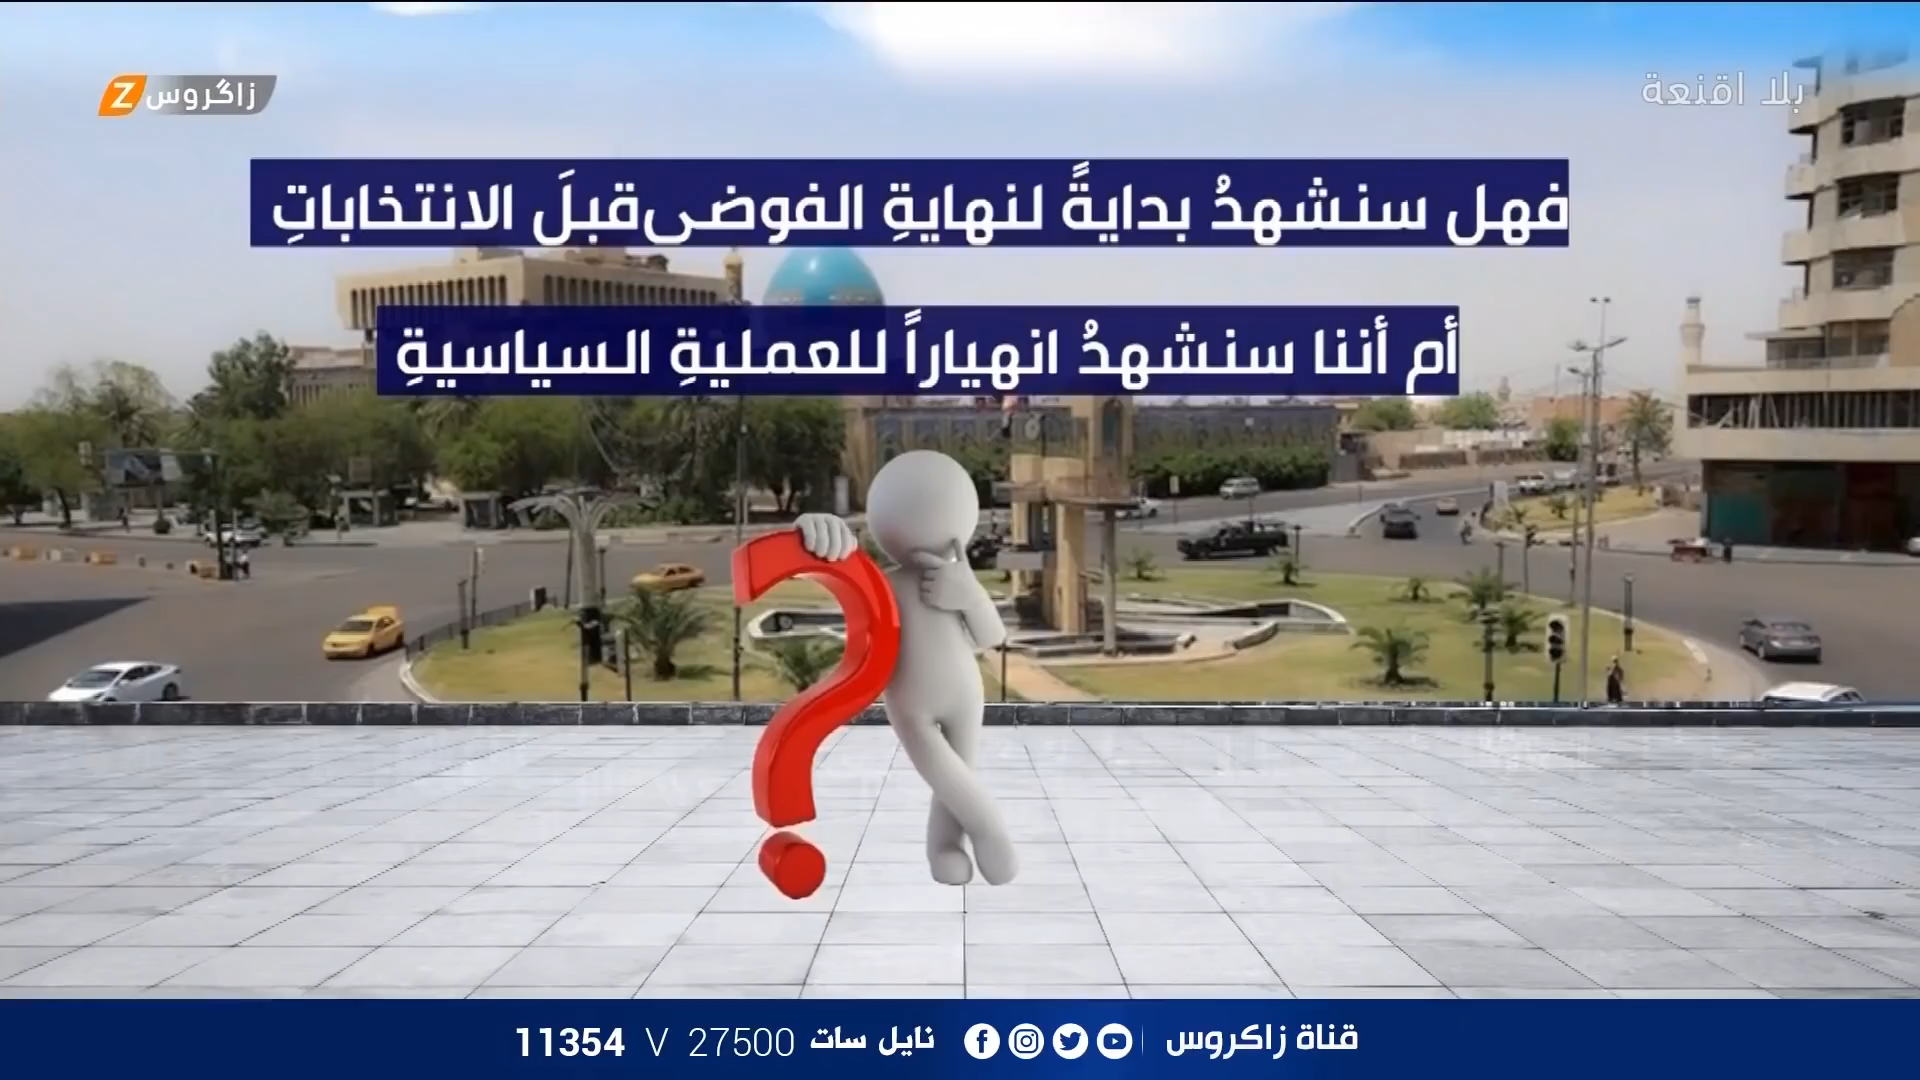 زاگروس Z
بلا اقنعة
فهل سنشهدُ بدايةً لنهايةِ الفوضى،قبلَ الانتخاباتِ
أم أننا سنشهدُ انهياراً للعمليةِ السياسيةِ
قناة زاكروس
نايل سات 27500 V 11354